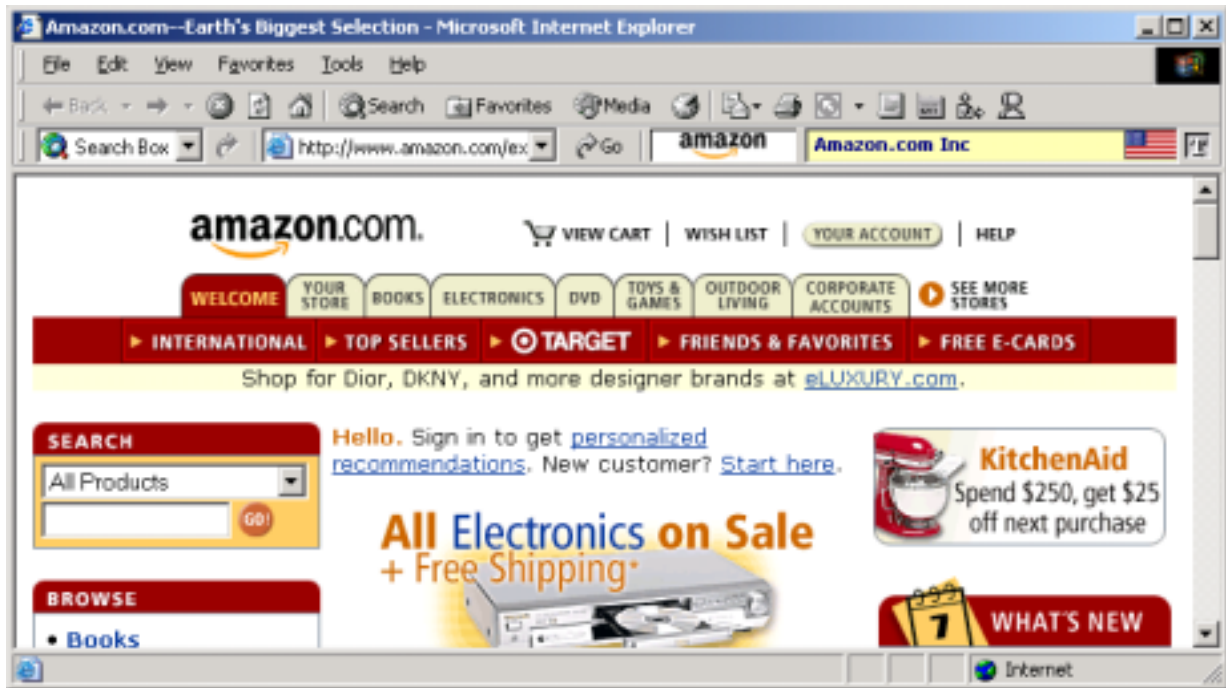 Amazon.com--Earth's Biggest Selection - Microsoft Internet Explorer
File Edit View Favorites Tools Help
Back Search Favorites Media
Search Box http://www.amazon.com/ex Go amazon Amazon.com Inc
amazon.com. VIEW CART | WISH LIST | YOUR ACCOUNT | HELP
WELCOME YOUR STORE BOOKS ELECTRONICS DVD TOYS & GAMES OUTDOOR LIVING CORPORATE ACCOUNTS SEE MORE STORES
INTERNATIONAL TOP SELLERS TARGET FRIENDS & FAVORITES FREE E-CARDS
Shop for Dior, DKNY, and more designer brands at eLUXURY.com.
SEARCH
All Products
GO!
BROWSE
• Books
Hello. Sign in to get personalized
recommendations. New customer? Start here.
All Electronics on Sale
+ Free Shipping*
KitchenAid
Spend $250, get $25
off next purchase
7 WHAT'S NEW
Internet